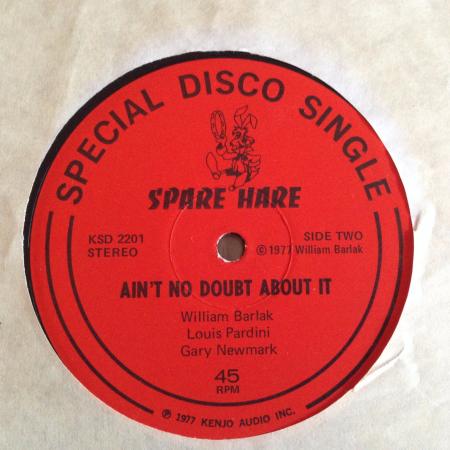 SPECIAL DISCO SINGLE
SPARE HARE
KSD 2201
STEREO
SIDE TWO
© 1977 William Barlak
AIN'T NO DOUBT ABOUT IT
William Barlak
Louis Pardini
Gary Newmark
45
RPM
℗ 1977 KENJO AUDIO INC.